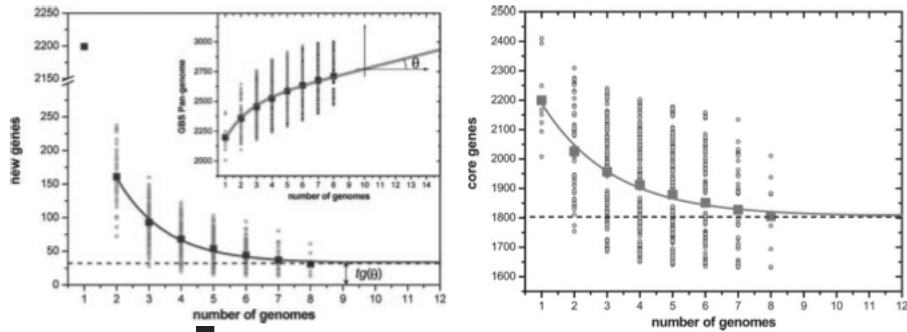 2250
2200
2150
250
200
150
100
50
0
new genes
1 2 3 4 5 6 7 8 9 10 11 12
number of genomes
tg(θ)
3000
2750
2500
2250
2000
GBS Pan-genome
θ
1 2 3 4 5 6 7 8 9 10 11 12 13 14
number of genomes
2500
2400
2300
2200
2100
2000
1900
1800
1700
1600
1500
core genes
1 2 3 4 5 6 7 8 9 10 11 12
number of genomes